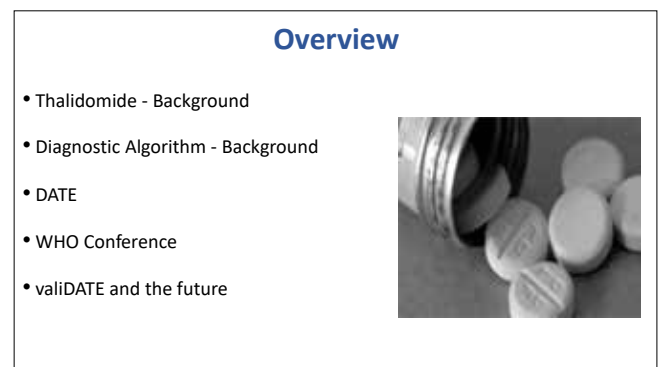 Overview
• Thalidomide - Background
• Diagnostic Algorithm - Background
• DATE
• WHO Conference
• valiDATE and the future